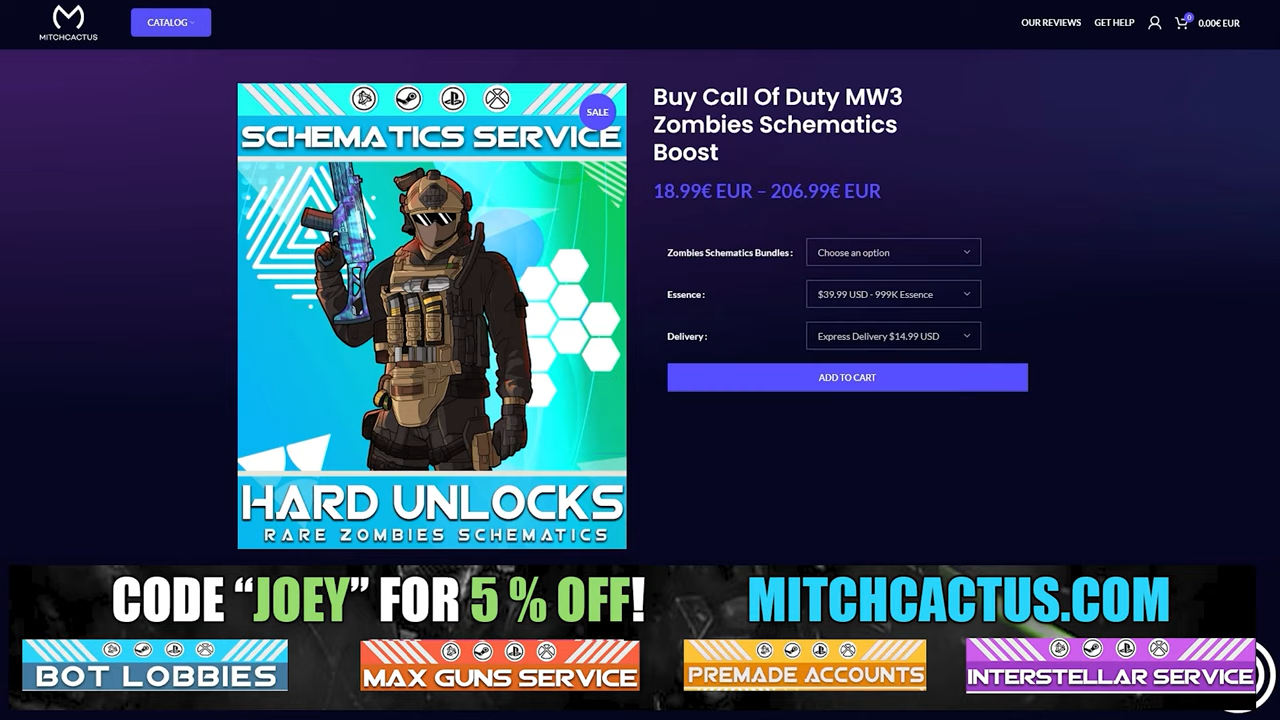 MITCHCACTUS
CATALOG
OUR REVIEWS
GET HELP
0
0.00€ EUR
SALE
SCHEMATICS SERVICE
HARD UNLOCKS
RARE ZOMBIES SCHEMATICS
Buy Call Of Duty MW3
Zombies Schematics
Boost
18.99€ EUR – 206.99€ EUR
Zombies Schematics Bundles : Choose an option
Essence : $39.99 USD - 999K Essence
Delivery : Express Delivery $14.99 USD
ADD TO CART
CODE “JOEY” FOR 5 % OFF!
MITCHCACTUS.COM
BOT LOBBIES
MAX GUNS SERVICE
PREMADE ACCOUNTS
INTERSTELLAR SERVICE